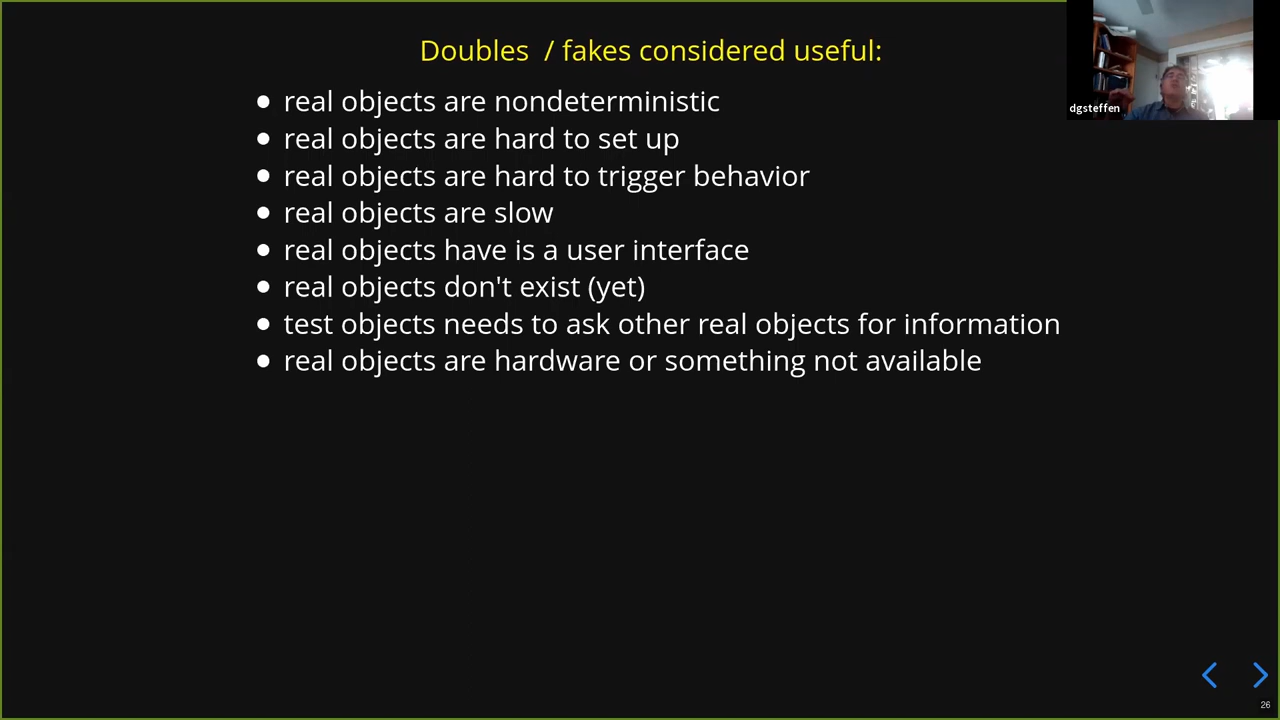 Doubles / fakes considered useful:
real objects are nondeterministic
real objects are hard to set up
real objects are hard to trigger behavior
real objects are slow
real objects have is a user interface
real objects don't exist (yet)
test objects needs to ask other real objects for information
real objects are hardware or something not available
dgsteffen
26